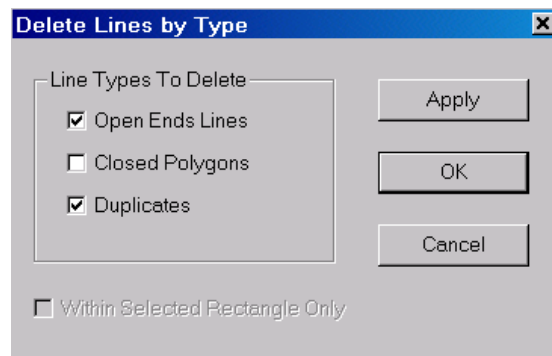 Delete Lines by Type
Line Types To Delete
Open Ends Lines
Closed Polygons
Duplicates
Apply
OK
Cancel
Within Selected Rectangle Only